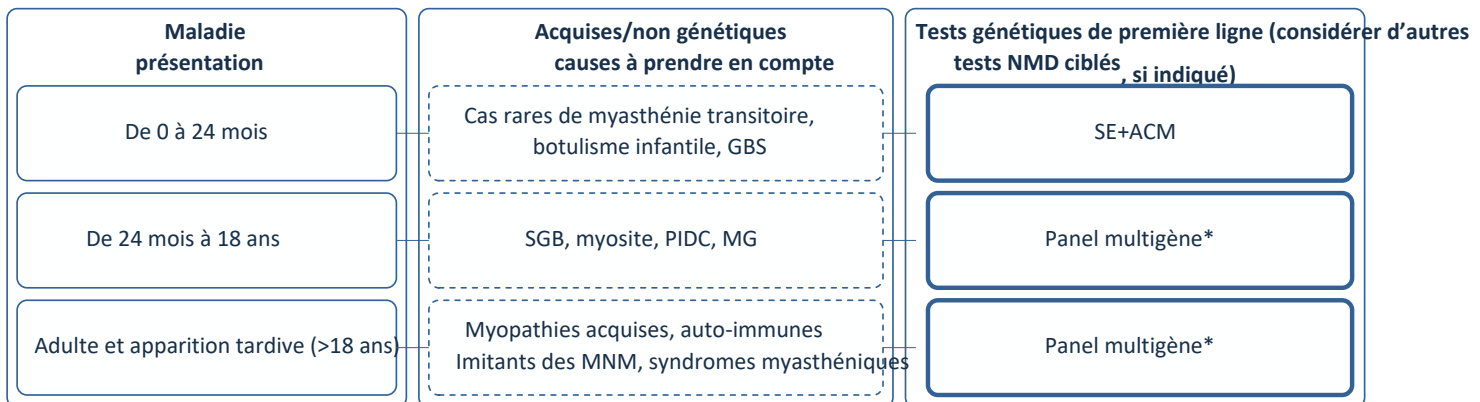 Maladie
présentation
Acquises/non génétiques
causes à prendre en compte
Tests génétiques de première ligne (considérer d’autres
tests NMD ciblés, si indiqué)
De 0 à 24 mois
Cas rares de myasthénie transitoire,
botulisme infantile, GBS
SE+ACM
De 24 mois à 18 ans
SGB, myosite, PIDC, MG
Panel multigène*
Adulte et apparition tardive (>18 ans)
Myopathies acquises, auto-immunes
Imitants des MNM, syndromes myasthéniques
Panel multigène*